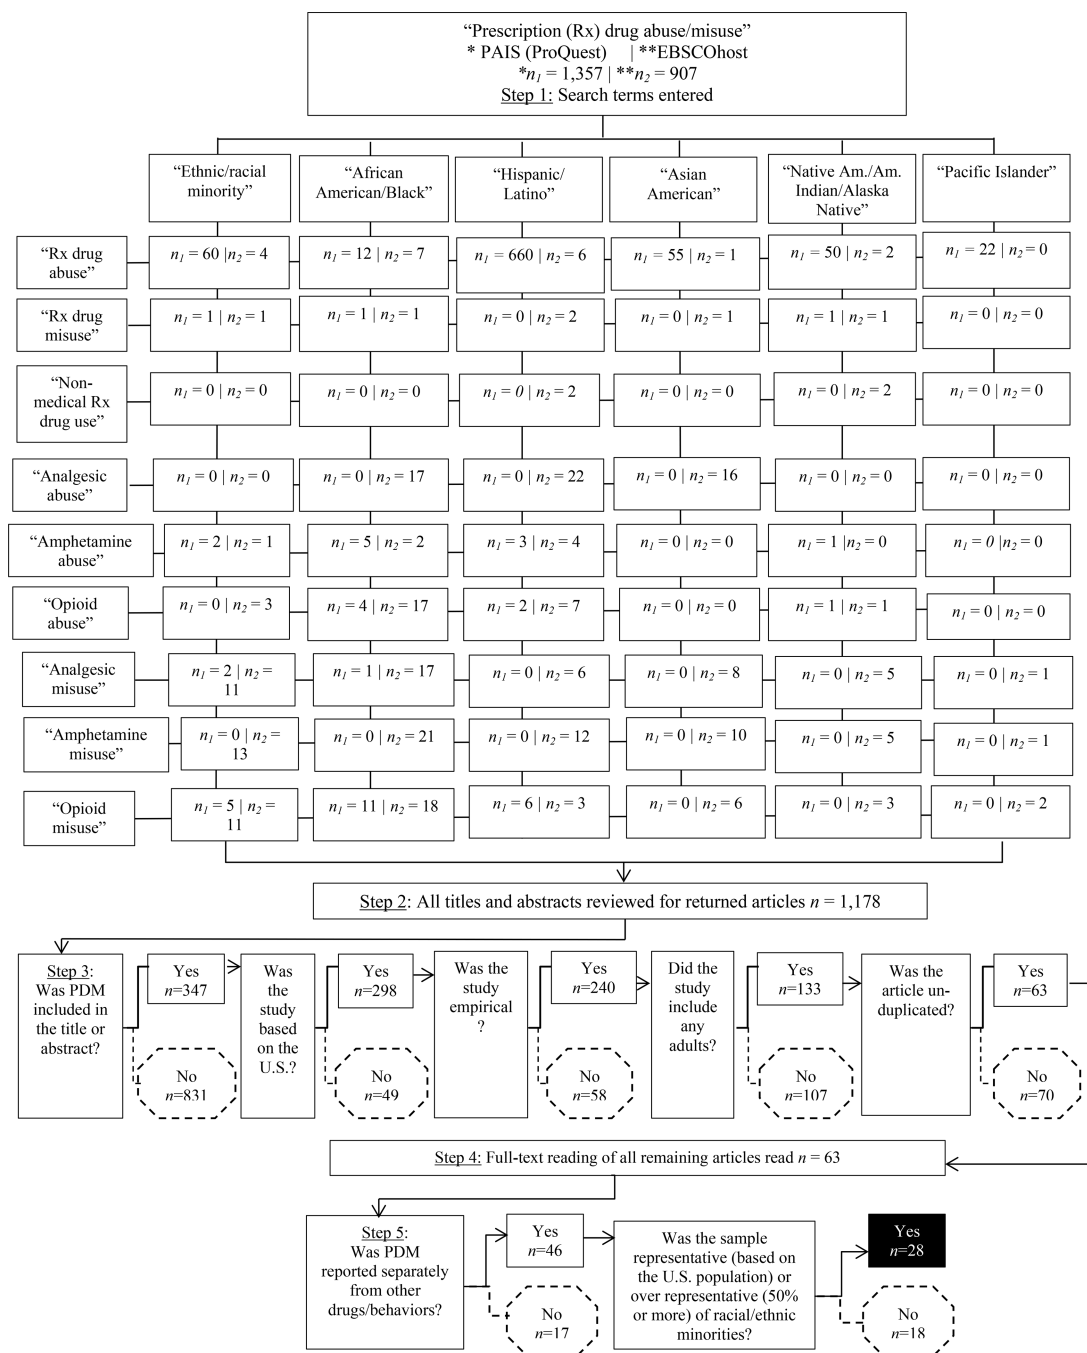 “Prescription (Rx) drug abuse/misuse”
* PAIS (ProQuest) | **EBSCOhost
*n1 = 1,357 | **n2 = 907
Step 1: Search terms entered
“Ethnic/racial
minority”
“African
American/Black”
“Hispanic/
Latino”
“Asian
American”
“Native Am./Am.
Indian/Alaska
Native”
“Pacific Islander”
“Rx drug
abuse”
n1 = 60 |n2 = 4
n1 = 12 | n2 = 7
n1 = 660 | n2 = 6
n1 = 55 | n2 = 1
n1 = 50 | n2 = 2
n1 = 22 | n2 = 0
“Rx drug
misuse”
n1 = 1 | n2 = 1
n1 = 1 | n2 = 1
n1 = 0 | n2 = 2
n1 = 0 | n2 = 1
n1 = 1 | n2 = 1
n1 = 0 | n2 = 0
“Non-
medical Rx
drug use”
n1 = 0 | n2 = 0
n1 = 0 | n2 = 0
n1 = 0 | n2 = 2
n1 = 0 | n2 = 0
n1 = 0 | n2 = 2
n1 = 0 | n2 = 0
“Analgesic
abuse”
n1 = 0 | n2 = 0
n1 = 0 | n2 = 17
n1 = 0 | n2 = 22
n1 = 0 | n2 = 16
n1 = 0 | n2 = 0
n1 = 0 | n2 = 0
“Amphetamine
abuse”
n1 = 2 | n2 = 1
n1 = 5 | n2 = 2
n1 = 3 | n2 = 4
n1 = 0 | n2 = 0
n1 = 1 |n2 = 0
n1 = 0 |n2 = 0
“Opioid
abuse”
n1 = 0 | n2 = 3
n1 = 4 | n2 = 17
n1 = 2 | n2 = 7
n1 = 0 | n2 = 0
n1 = 1 | n2 = 1
n1 = 0 | n2 = 0
“Analgesic
misuse”
n1 = 2 | n2 =
11
n1 = 1 | n2 = 17
n1 = 0 | n2 = 6
n1 = 0 | n2 = 8
n1 = 0 | n2 = 5
n1 = 0 | n2 = 1
“Amphetamine
misuse”
n1 = 0 | n2 =
13
n1 = 0 | n2 = 21
n1 = 0 | n2 = 12
n1 = 0 | n2 = 10
n1 = 0 | n2 = 5
n1 = 0 | n2 = 1
“Opioid
misuse”
n1 = 5 | n2 =
11
n1 = 11 | n2 = 18
n1 = 6 | n2 = 3
n1 = 0 | n2 = 6
n1 = 0 | n2 = 3
n1 = 0 | n2 = 2
Step 2: All titles and abstracts reviewed for returned articles n = 1,178
Step 3:
Was PDM
included in
the title or
abstract?
Yes
n=347
No
n=831
Was
the
study
based
on the
U.S.?
Yes
n=298
No
n=49
Was the
study
empirical
?
Yes
n=240
No
n=58
Did the
study
include
any
adults?
Yes
n=133
No
n=107
Was the
article un-
duplicated?
Yes
n=63
No
n=70
Step 4: Full-text reading of all remaining articles read n = 63
Step 5:
Was PDM
reported separately
from other
drugs/behaviors?
Yes
n=46
No
n=17
Was the sample
representative (based on
the U.S. population) or
over representative (50%
or more) of racial/ethnic
minorities?
Yes
n=28
No
n=18